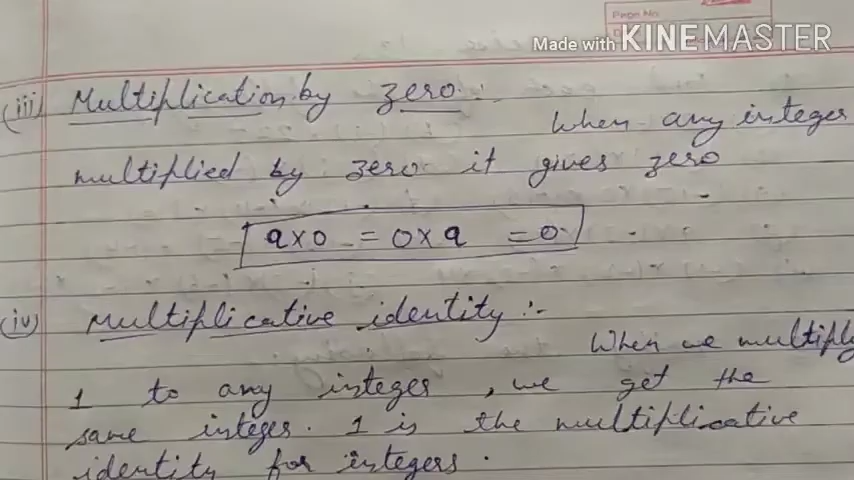 Page No.
Made with KINEMASTER
(iii) Multiplication by zero :
When any integer
multiplied by zero it gives zero
a×0 = 0×a = 0
(iv) Multiplicative identity :-
When we multiply
1 to any integer, we get the
same integer. 1 is the multiplicative
identity for integers.